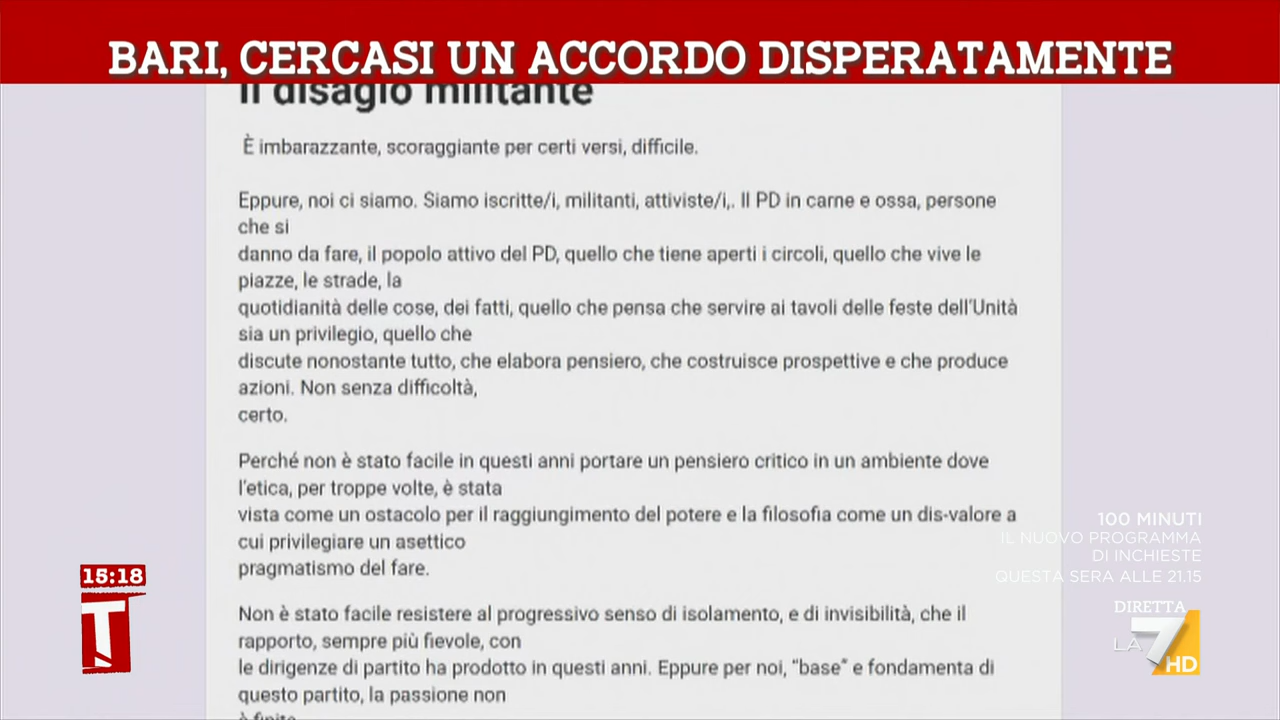 BARI, CERCASI UN ACCORDO DISPERATAMENTE
Il disagio militante
È imbarazzante, scoraggiante per certi versi, difficile.
Eppure, noi ci siamo. Siamo iscritte/i, militanti, attiviste/i,. Il PD in carne e ossa, persone
che si
danno da fare, il popolo attivo del PD, quello che tiene aperti i circoli, quello che vive le
piazze, le strade, la
quotidianità delle cose, dei fatti, quello che pensa che servire ai tavoli delle feste dell'Unità
sia un privilegio, quello che
discute nonostante tutto, che elabora pensiero, che costruisce prospettive e che produce
azioni. Non senza difficoltà,
certo.
Perché non è stato facile in questi anni portare un pensiero critico in un ambiente dove
l'etica, per troppe volte, è stata
vista come un ostacolo per il raggiungimento del potere e la filosofia come un dis-valore a
cui privilegiare un asettico
pragmatismo del fare.
Non è stato facile resistere al progressivo senso di isolamento, e di invisibilità, che il
rapporto, sempre più fievole, con
le dirigenze di partito ha prodotto in questi anni. Eppure per noi, "base" e fondamenta di
questo partito, la passione non
è finita
100 MINUTI
IL NUOVO PROGRAMMA
DI INCHIESTE
QUESTA SERA ALLE 21.15
15:18
T
DIRETTA
LA7
HD